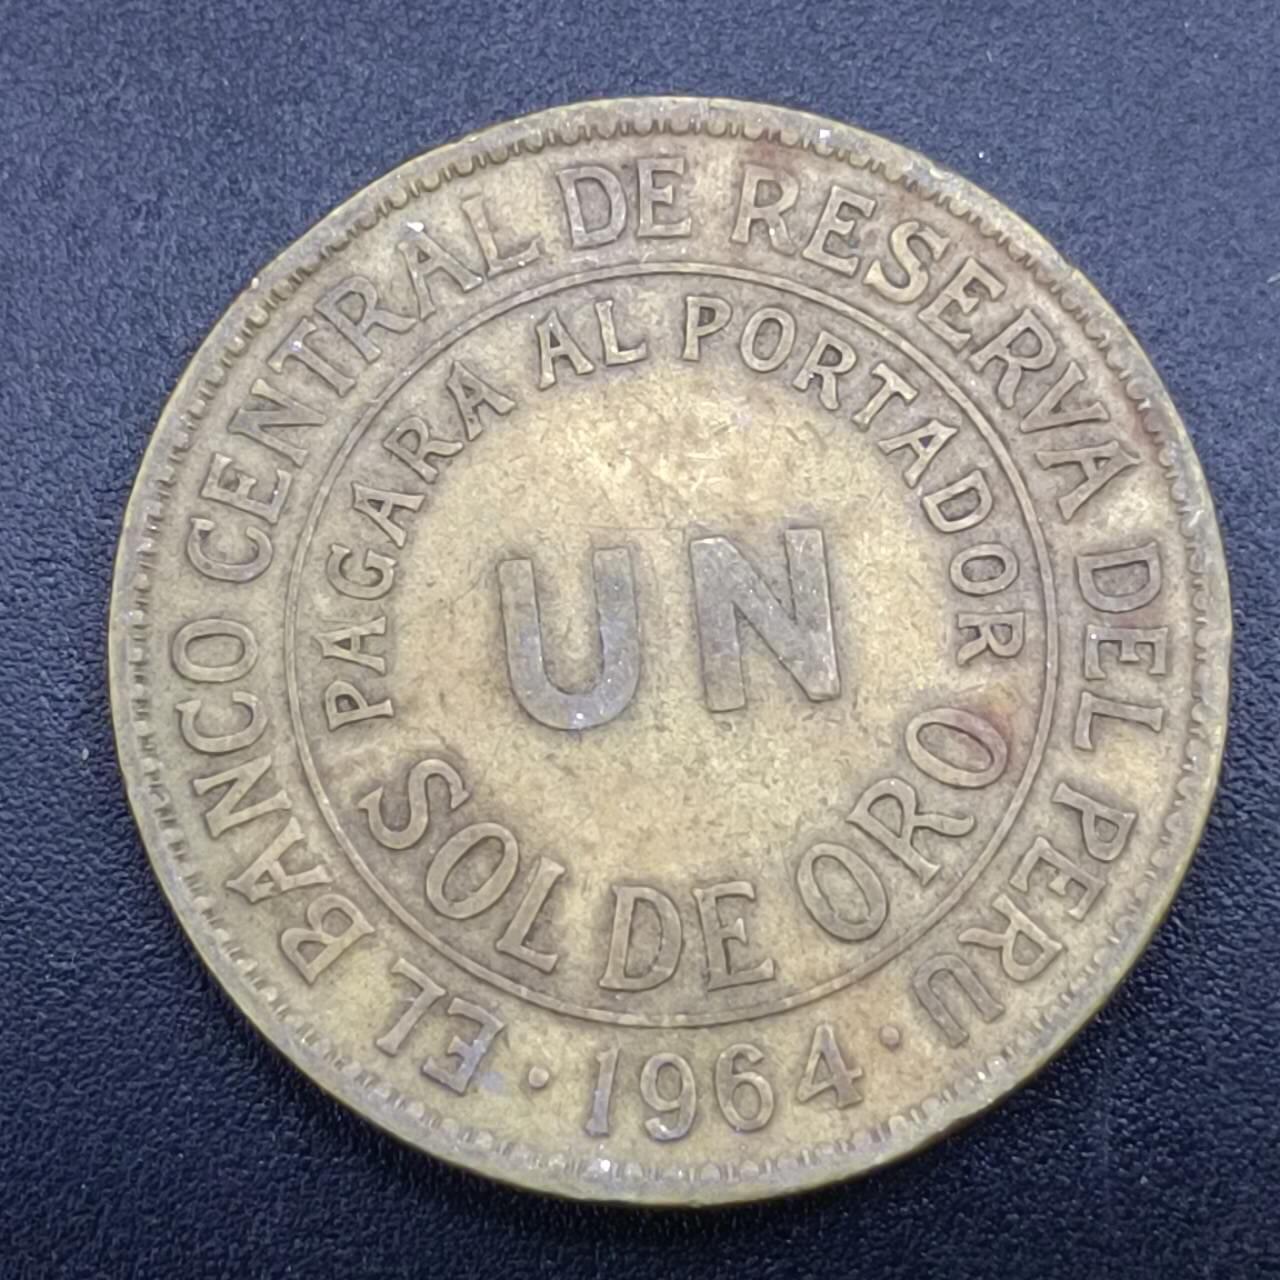 EL BANCO CENTRAL DE RESERVA DEL PERU
PAGARA AL PORTADOR
UN
SOL DE ORO
· 1964 ·